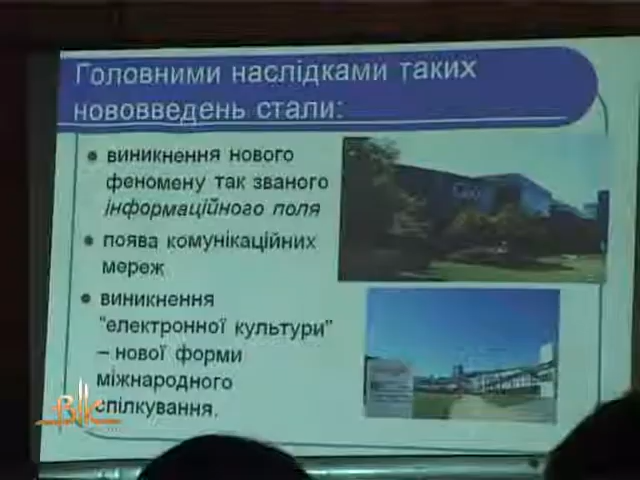 Головними наслідками таких
нововведень стали:
виникнення нового
феномену так званого
інформаційного поля
поява комунікаційних
мереж
виникнення
"електронної культури"
– нової форми
міжнародного
спілкування.